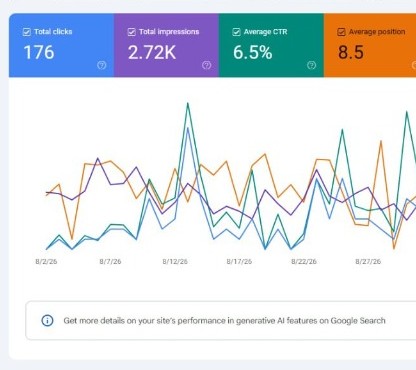 Total clicks
176
Total impressions
2.72K
Average CTR
6.5%
Average position
8.5
8/2/26 8/7/26 8/12/26 8/17/26 8/22/26 8/27/26
Get more details on your site's performance in generative AI features on Google Search